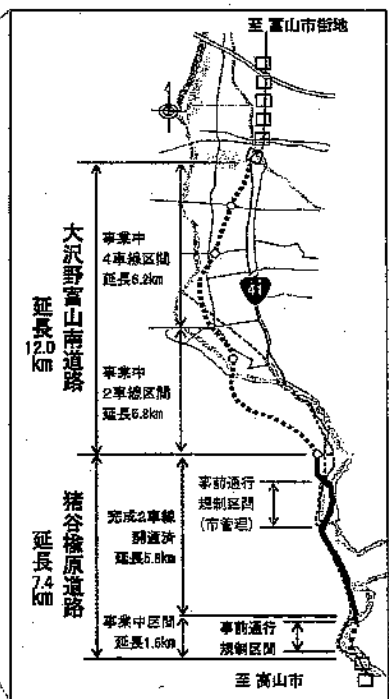 至 富山市街地
大沢野富山南道路
延長
12.0
km
事業中
4車線区間
延長6.2km
41
事業中
2車線区間
延長5.8km
猪谷楡原道路
延長
7.4
km
完成2車線
開通済
延長5.8km
事前通行
規制区間
(市管理)
事業中区間
延長1.6km
事前通行
規制区間
至 高山市